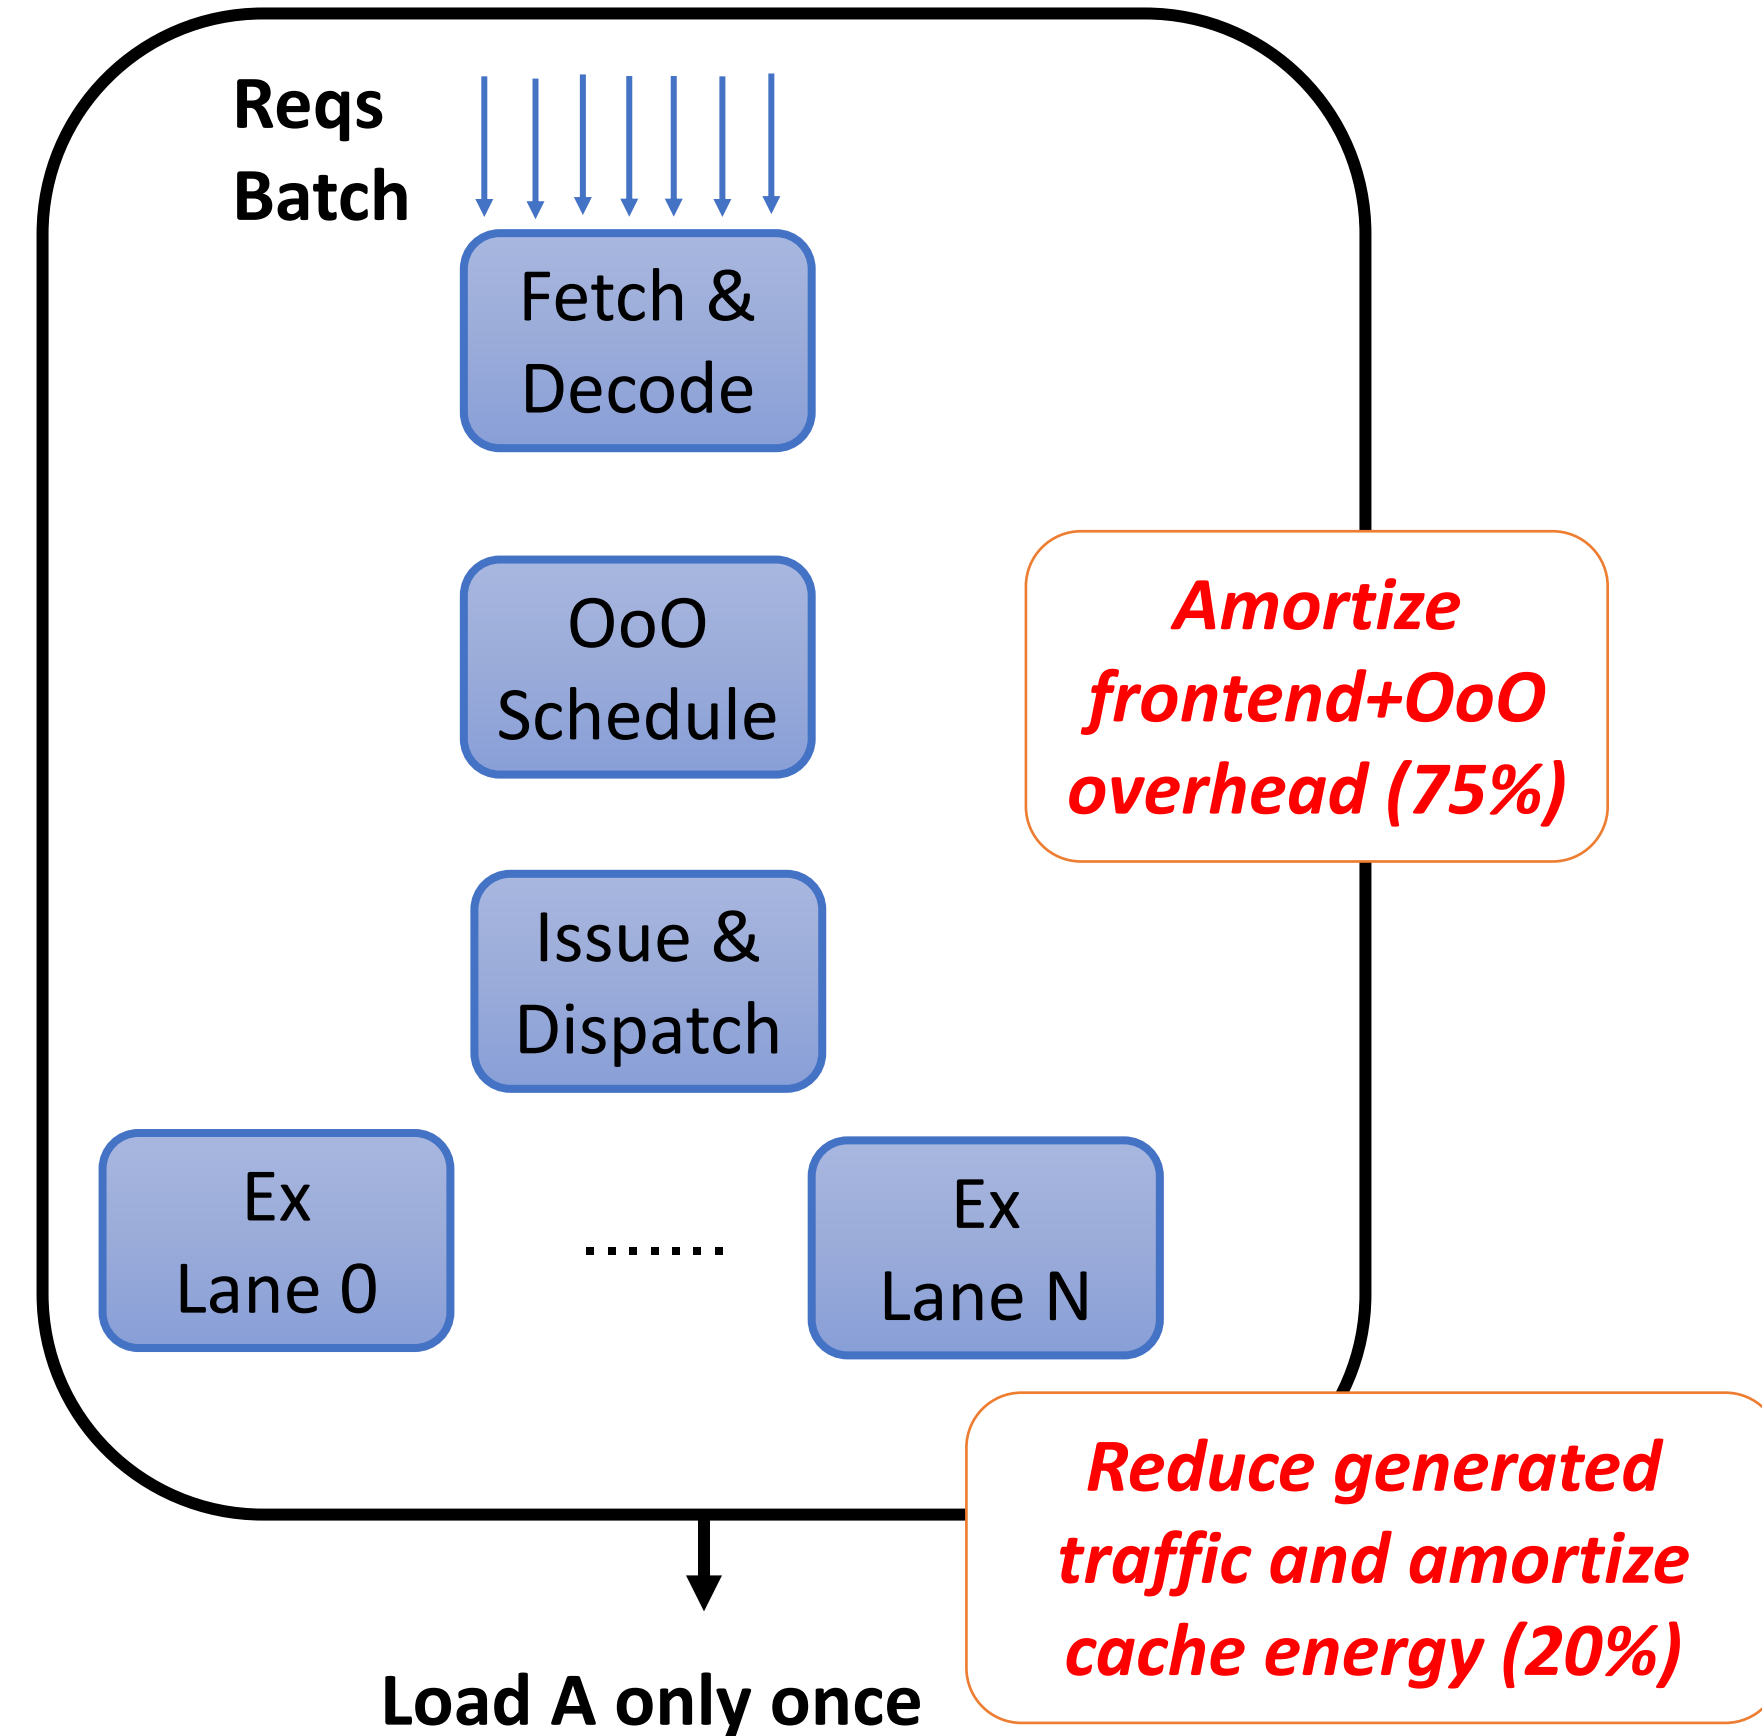 Reqs
Batch
Fetch &
Decode
OoO
Schedule
Amortize
frontend+OoO
overhead (75%)
Issue &
Dispatch
Ex
Lane 0
Ex
Lane N
Reduce generated
traffic and amortize
cache energy (20%)
Load A only once